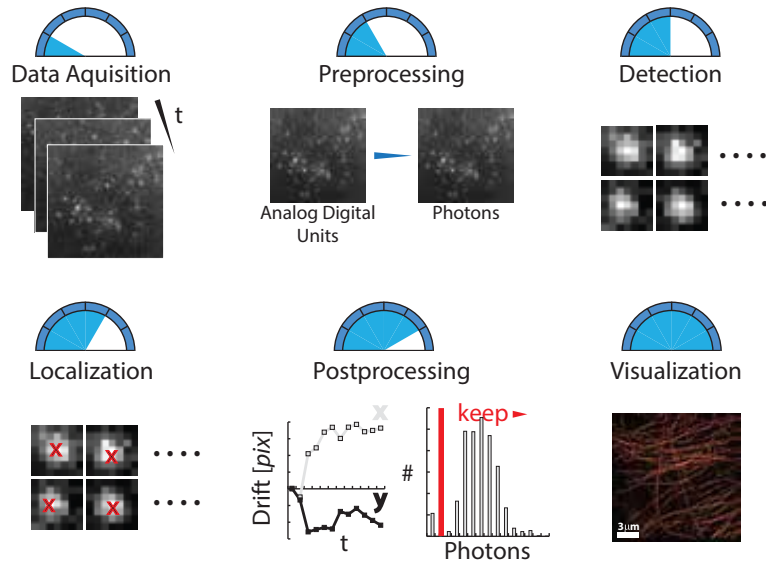 Data Aquisition
Preprocessing
Detection
t
Analog Digital
Units
Photons
Localization
Postprocessing
Visualization
x
x
x
x
Drift [pix]
x
y
t
#
keep
Photons
3μm